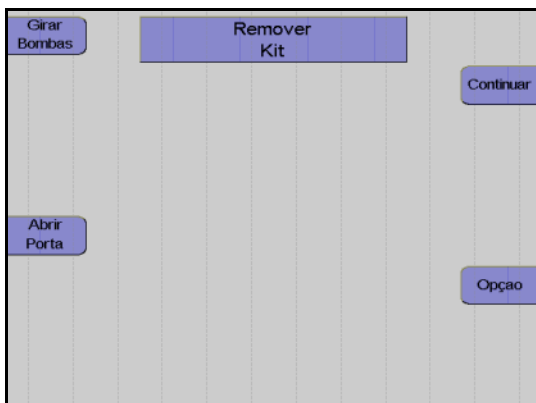 Girar
Bombas
Remover
Kit
Continuar
Abrir
Porta
Opçao